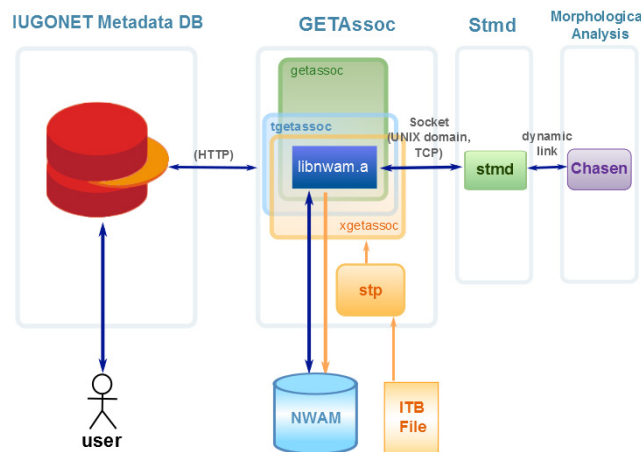 IUGONET Metadata DB
GETAssoc
Stmd
Morphological
Analysis
getassoc
tgetassoc
libnwam.a
xgetassoc
(HTTP)
Socket
(UNIX domain,
TCP)
stmd
dynamic
link
Chasen
stp
user
NWAM
ITB
File